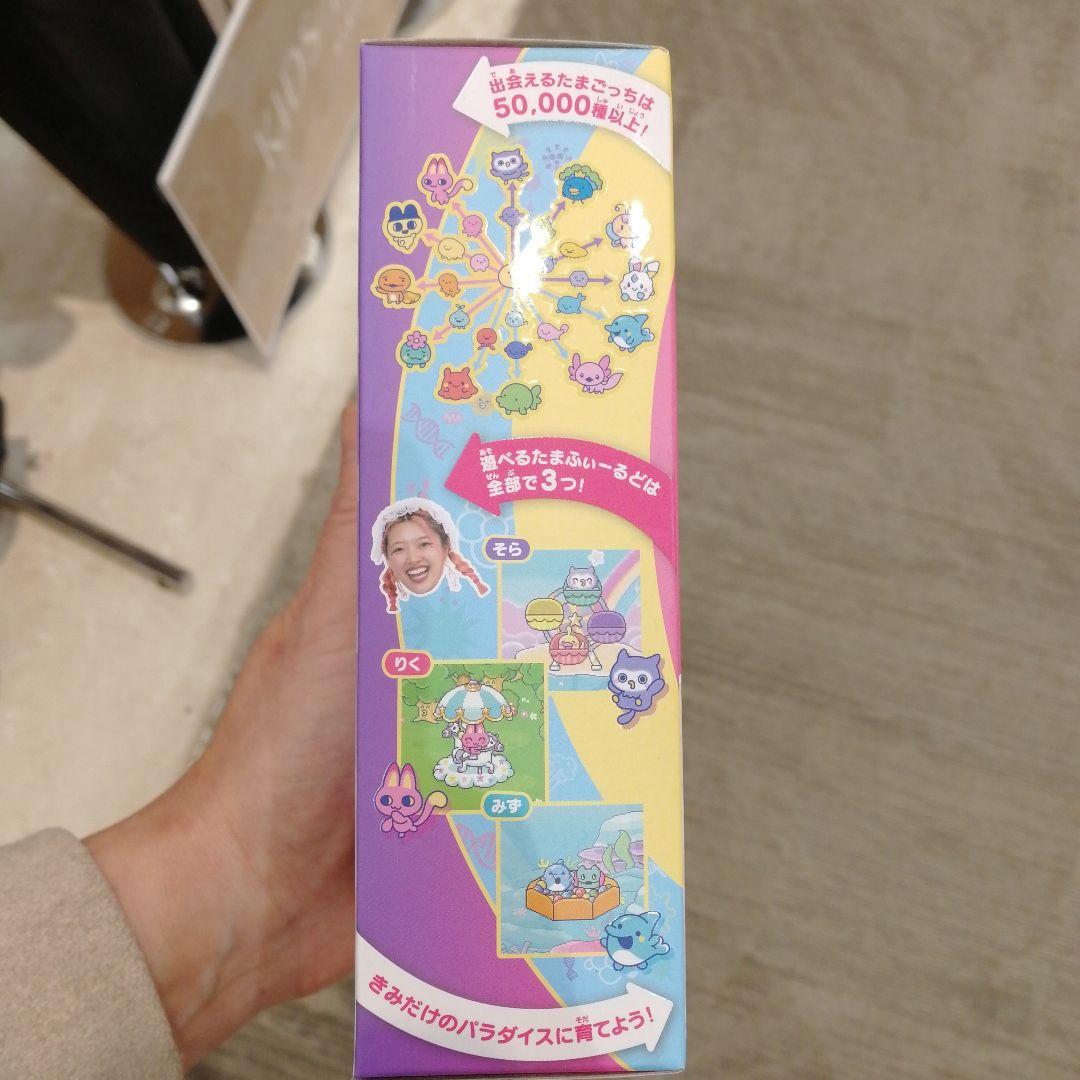 KIDS
出会えるたまごっちは
50,000種以上!
遊べるたまふぃーるどは
全部で3つ!
そら
りく
みず
きみだけのパラダイスに育てよう!